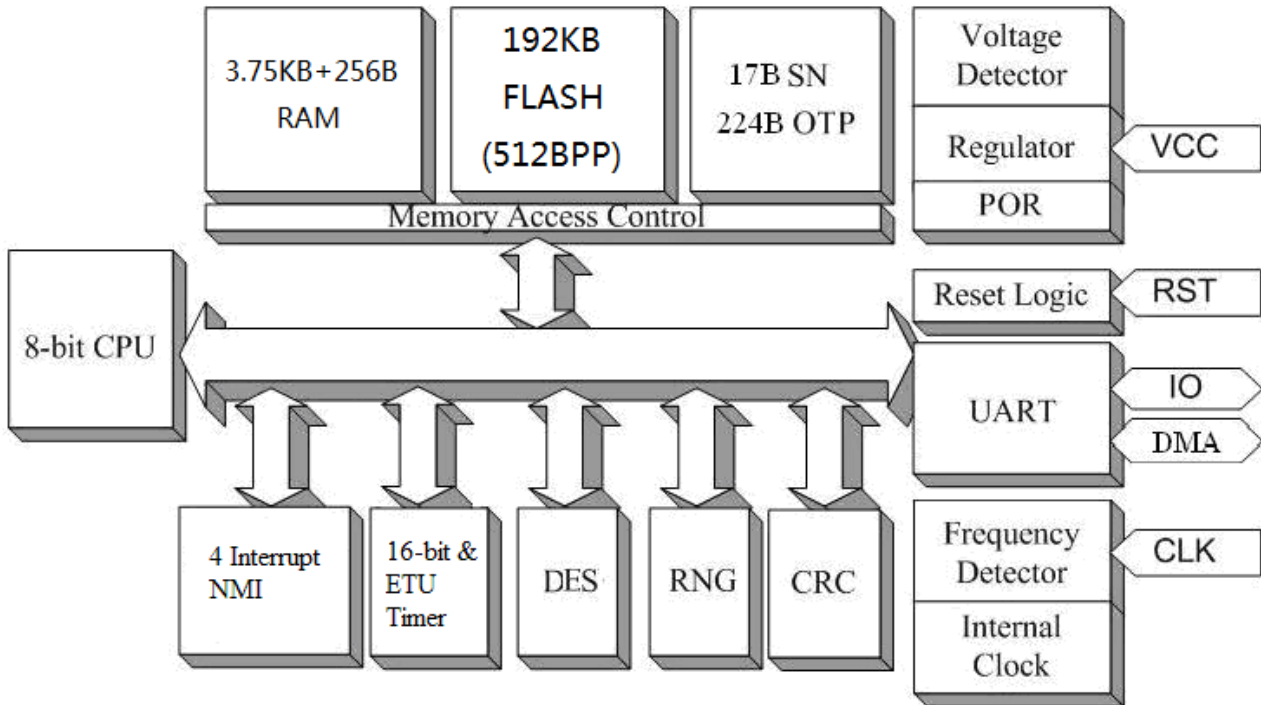 3.75KB+256B
RAM
192KB
FLASH
(512BPP)
17B SN
224B OTP
Voltage
Detector
Regulator
POR
VCC
Memory Access Control
8-bit CPU
Reset Logic
RST
UART
IO
DMA
4 Interrupt
NMI
16-bit &
ETU
Timer
DES
RNG
CRC
Frequency
Detector
CLK
Internal
Clock